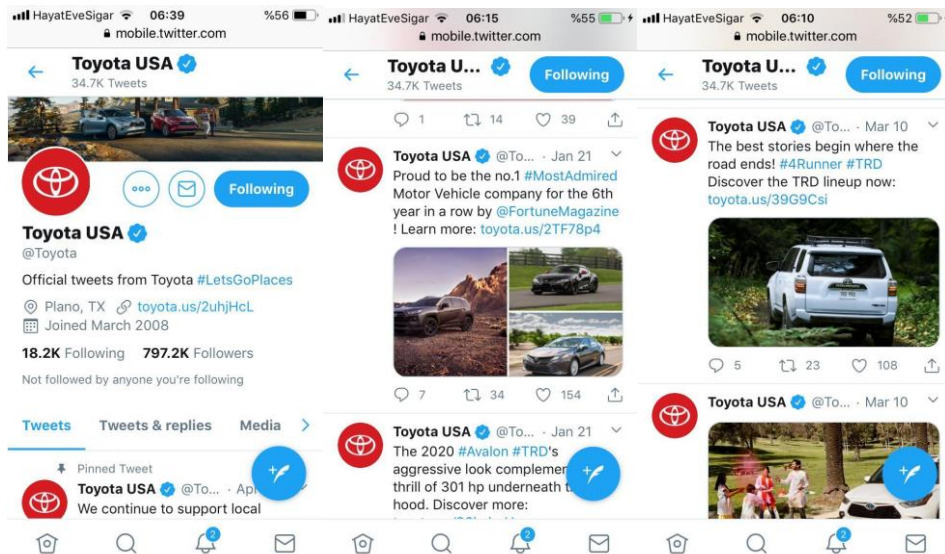 HayatEveSigar 06:39 %56
mobile.twitter.com
Toyota USA
34.7K Tweets
Following
Toyota USA
@Toyota
Official tweets from Toyota #LetsGoPlaces
Plano, TX toyota.us/2uhjHcL
Joined March 2008
18.2K Following 797.2K Followers
Not followed by anyone you're following
Tweets Tweets & replies Media
Pinned Tweet
Toyota USA @To... · Ap
We continue to support local
2
HayatEveSigar 06:15 %55
mobile.twitter.com
Toyota U...
34.7K Tweets
Following
1 14 39
Toyota USA @To... · Jan 21
Proud to be the no.1 #MostAdmired
Motor Vehicle company for the 6th
year in a row by @FortuneMagazine
! Learn more: toyota.us/2TF78p4
7 34 154
Toyota USA @To... · Jan 21
The 2020 #Avalon #TRD's
aggressive look complemen
thrill of 301 hp underneath t
hood. Discover more:
2
HayatEveSigar 06:10 %52
mobile.twitter.com
Toyota U...
34.7K Tweets
Following
Toyota USA @To... · Mar 10
The best stories begin where the
road ends! #4Runner #TRD
Discover the TRD lineup now:
toyota.us/39G9Csi
5 23 108
Toyota USA @To... · Mar 10
2